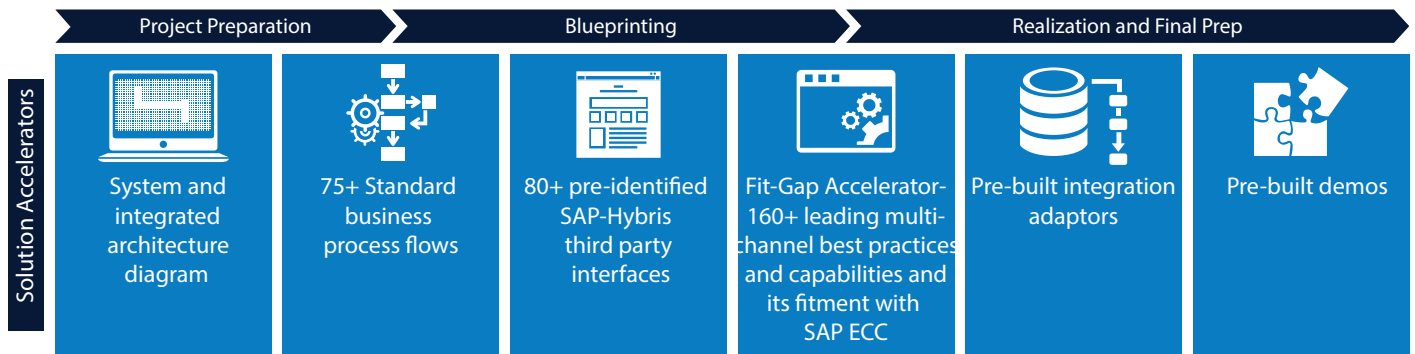 Project Preparation
Blueprinting
Realization and Final Prep
Solution Accelerators
System and
integrated
architecture
diagram
75+ Standard
business
process flows
80+ pre-identified
SAP-Hybris
third party
interfaces
Fit-Gap Accelerator-
160+ leading multi-
channel best practices
and capabilities and
its fitment with
SAP ECC
Pre-built integration
adaptors
Pre-built demos